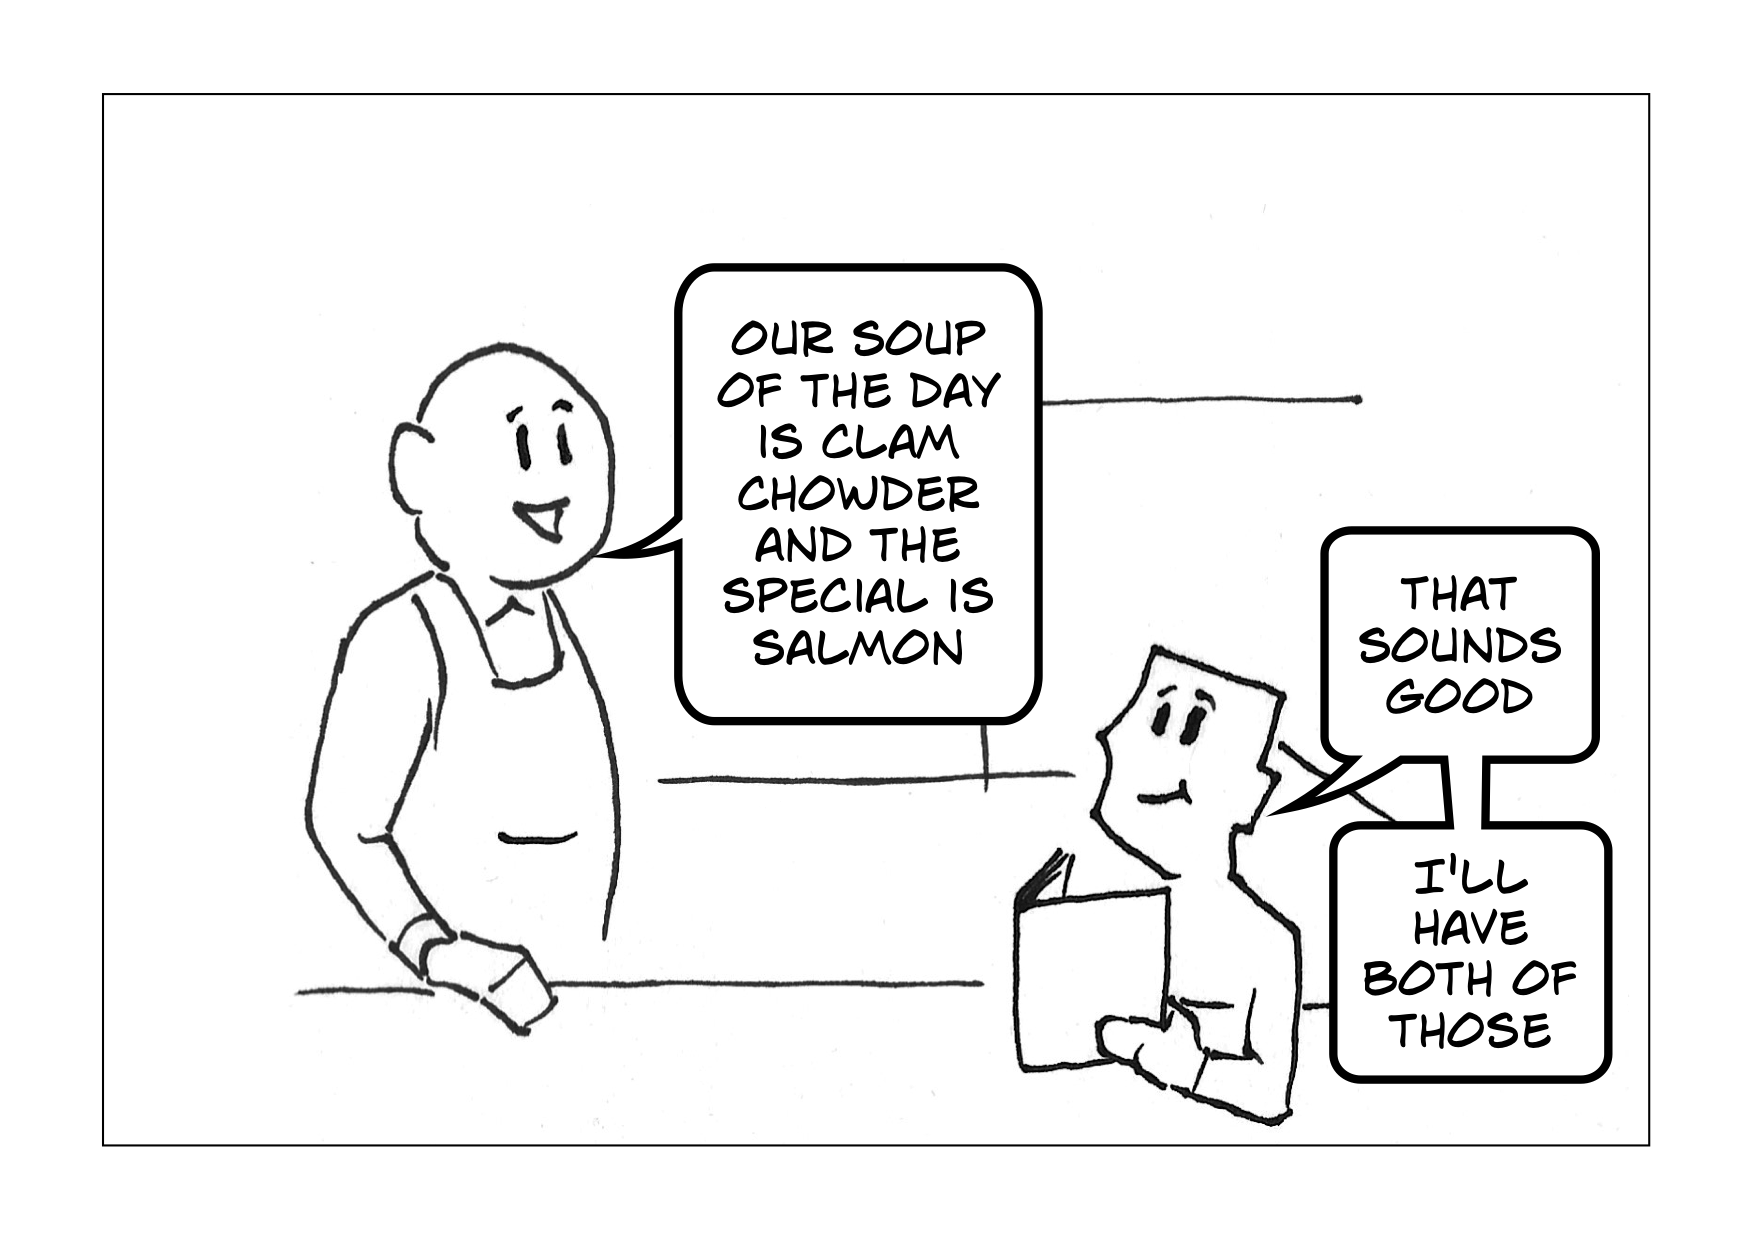 OUR SOUP
OF THE DAY
IS CLAM
CHOWDER
AND THE
SPECIAL IS
SALMON
THAT
SOUNDS
GOOD
I'LL
HAVE
BOTH OF
THOSE